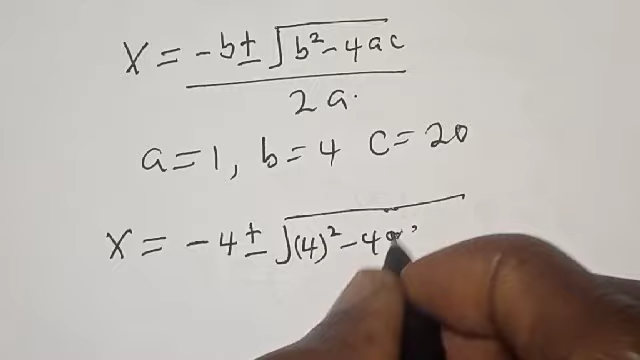 X = -b ± √b² - 4ac
2a.
a = 1, b = 4 c = 20
X = -4 ± √(4)² - 4